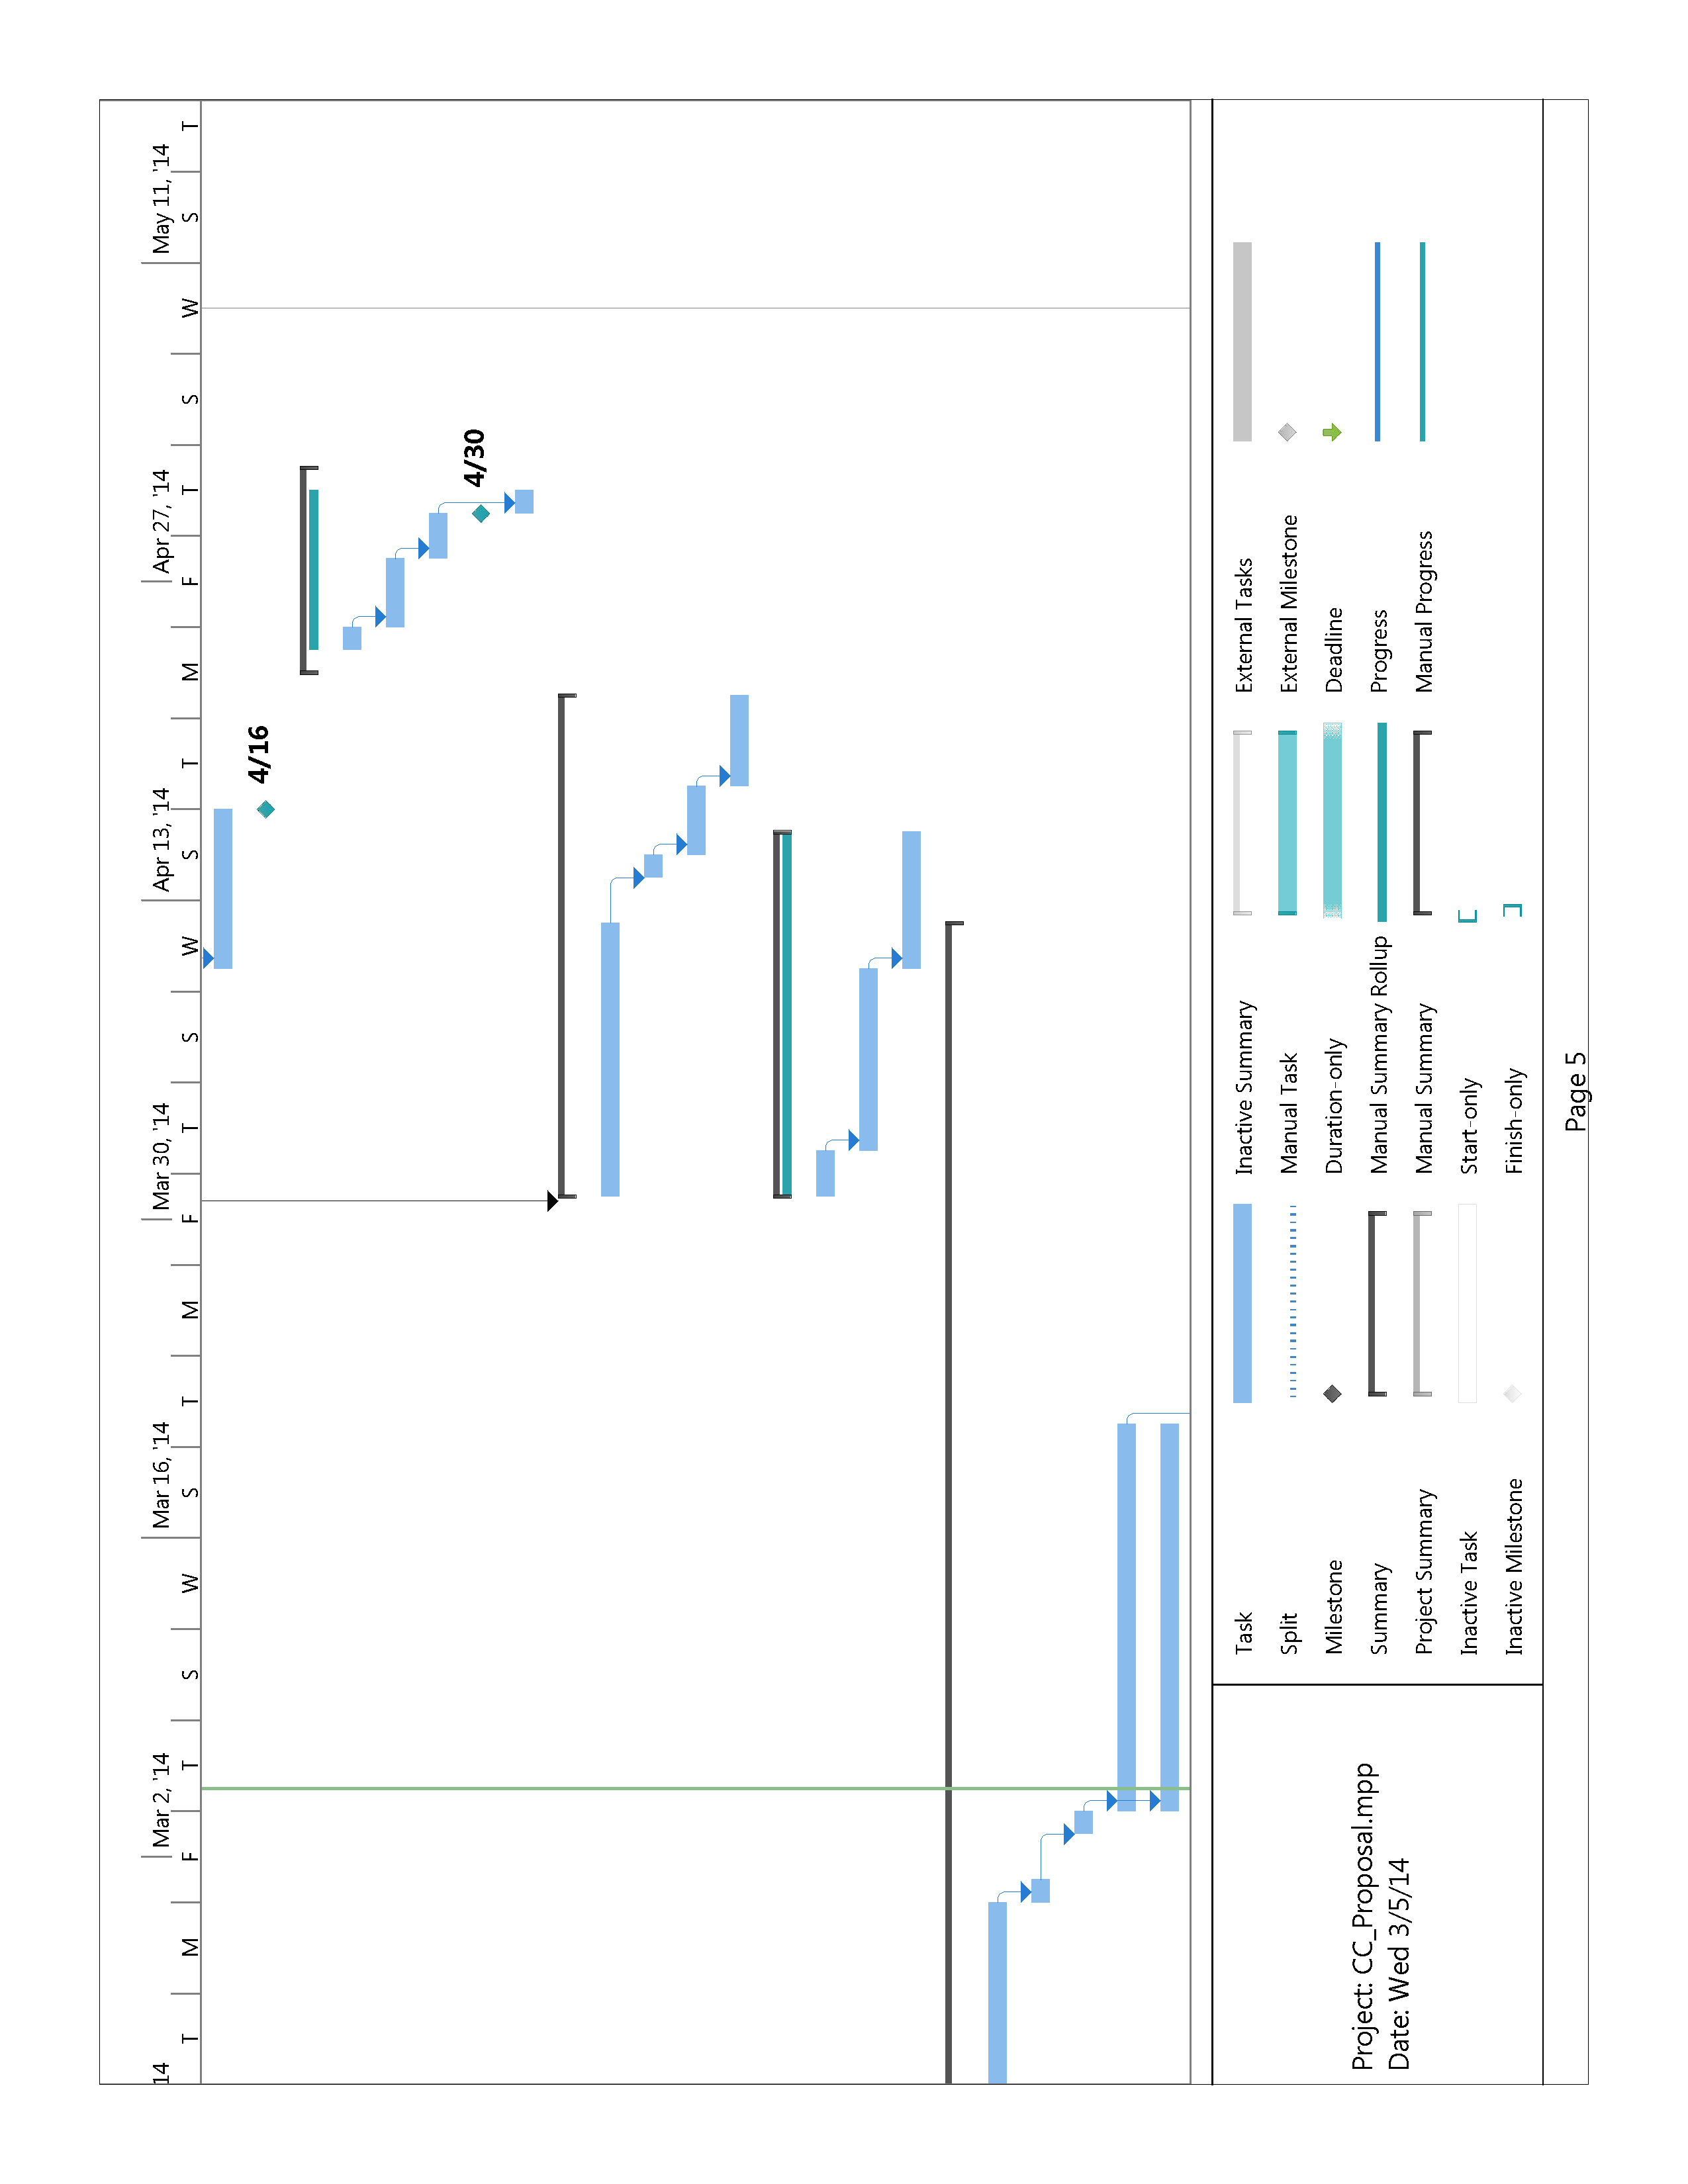 14
Mar 2, '14
Mar 16, '14
Mar 30, '14
Apr 13, '14
Apr 27, '14
May 11, '14
T
M
F
T
S
W
S
T
M
F
T
S
W
S
T
M
F
T
S
W
S
T
4/16
4/30
Project: CC_Proposal.mpp
Date: Wed 3/5/14
Task
Split
Milestone
Summary
Project Summary
Inactive Task
Inactive Milestone
Inactive Summary
Manual Task
Duration-only
Manual Summary Rollup
Manual Summary
Start-only
Finish-only
External Tasks
External Milestone
Deadline
Progress
Manual Progress
Page 5